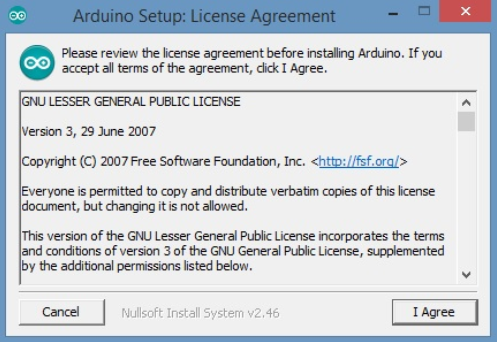 Arduino Setup: License Agreement
Please review the license agreement before installing Arduino. If you
accept all terms of the agreement, click I Agree.
GNU LESSER GENERAL PUBLIC LICENSE
Version 3, 29 June 2007
Copyright (C) 2007 Free Software Foundation, Inc. <http://fsf.org/>
Everyone is permitted to copy and distribute verbatim copies of this license
document, but changing it is not allowed.
This version of the GNU Lesser General Public License incorporates the terms
and conditions of version 3 of the GNU General Public License, supplemented
by the additional permissions listed below.
Cancel
Nullsoft Install System v2.46
I Agree